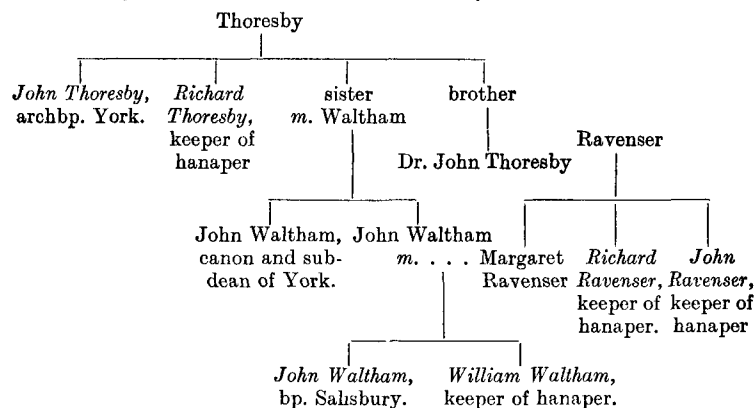 Thoresby
John Thoresby,
archbp. York.
Richard
Thoresby,
keeper of
hanaper
sister
m. Waltham
brother
Dr. John Thoresby
Ravenser
John Waltham,
canon and sub-
dean of York.
John Waltham
m. . . .
Margaret
Ravenser
Richard
Ravenser,
keeper of
hanaper.
John
Ravenser,
keeper of
hanaper
John Waltham,
bp. Salisbury.
William Waltham,
keeper of hanaper.